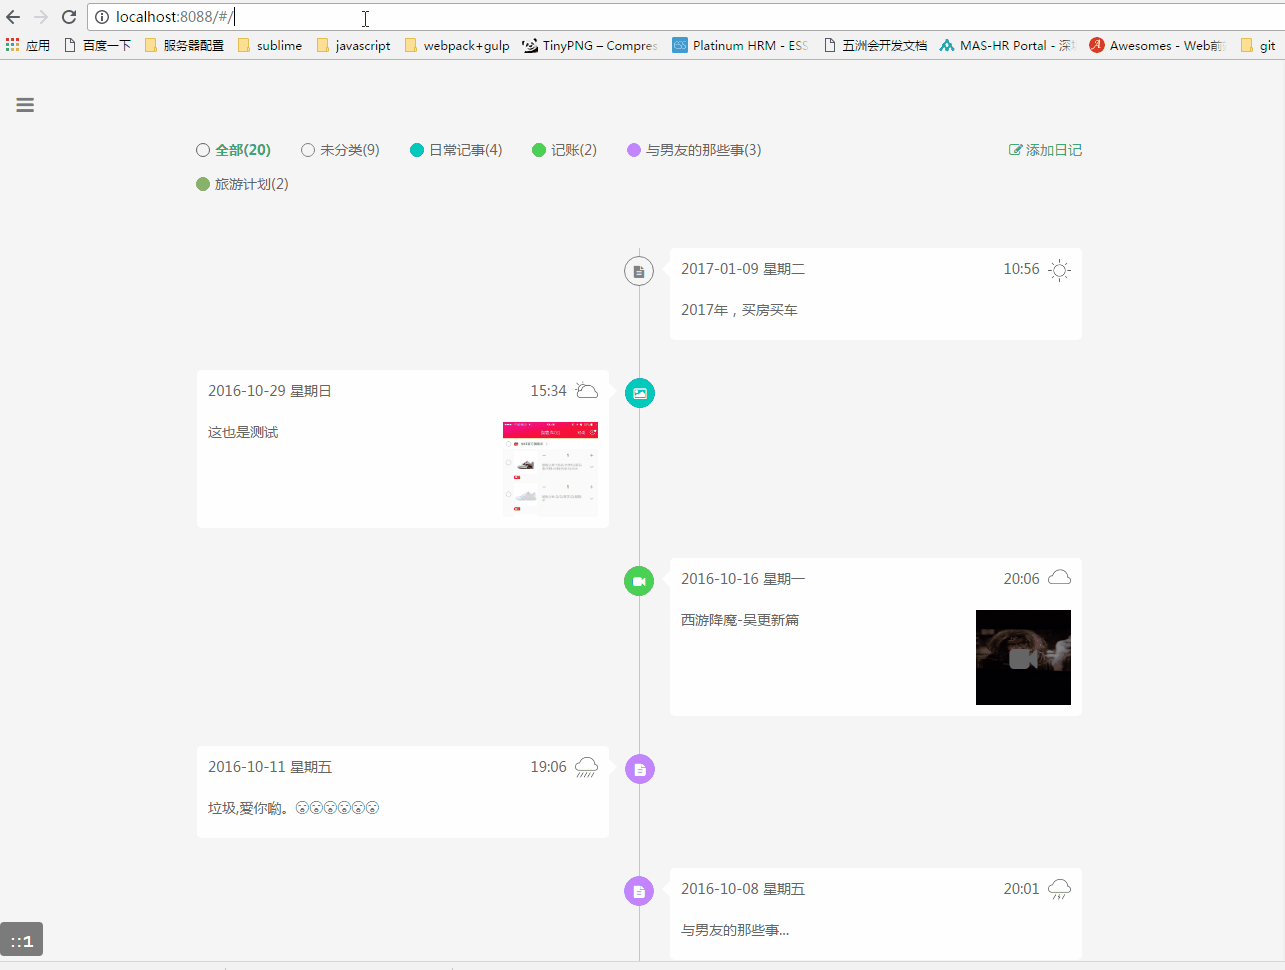 localhost:8088/#/
应用 百度一下 服务器配置 sublime javascript webpack+gulp TinyPNG – Compres Platinum HRM - ESS 五洲会开发文档 MAS-HR Portal - 深 Awesomes - Web前 git
全部(20) 未分类(9) 日常记事(4) 记账(2) 与男友的那些事(3) 添加日记
旅游计划(2)
2017-01-09 星期二 10:56
2017年，买房买车
2016-10-29 星期日 15:34
这也是测试
2016-10-16 星期一 20:06
西游降魔-吴更新篇
2016-10-11 星期五 19:06
垃圾,愛你喲。😮😮😮😮😮😮
2016-10-08 星期五 20:01
与男友的那些事...
::1